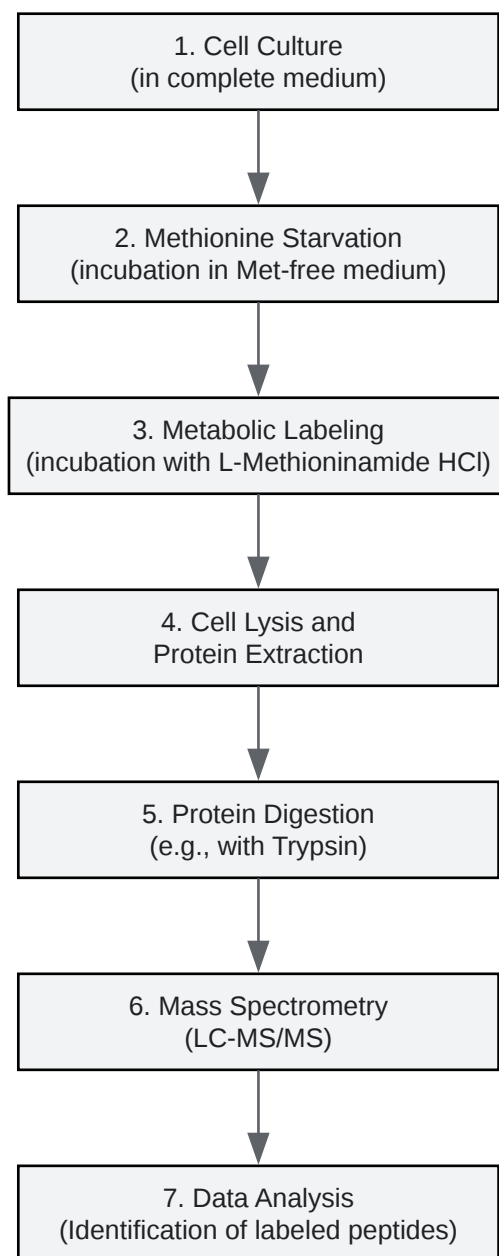 1. Cell Culture
(in complete medium)
2. Methionine Starvation
(incubation in Met-free medium)
3. Metabolic Labeling
(incubation with L-Methioninamide HCl)
4. Cell Lysis and
Protein Extraction
5. Protein Digestion
(e.g., with Trypsin)
6. Mass Spectrometry
(LC-MS/MS)
7. Data Analysis
(Identification of labeled peptides)